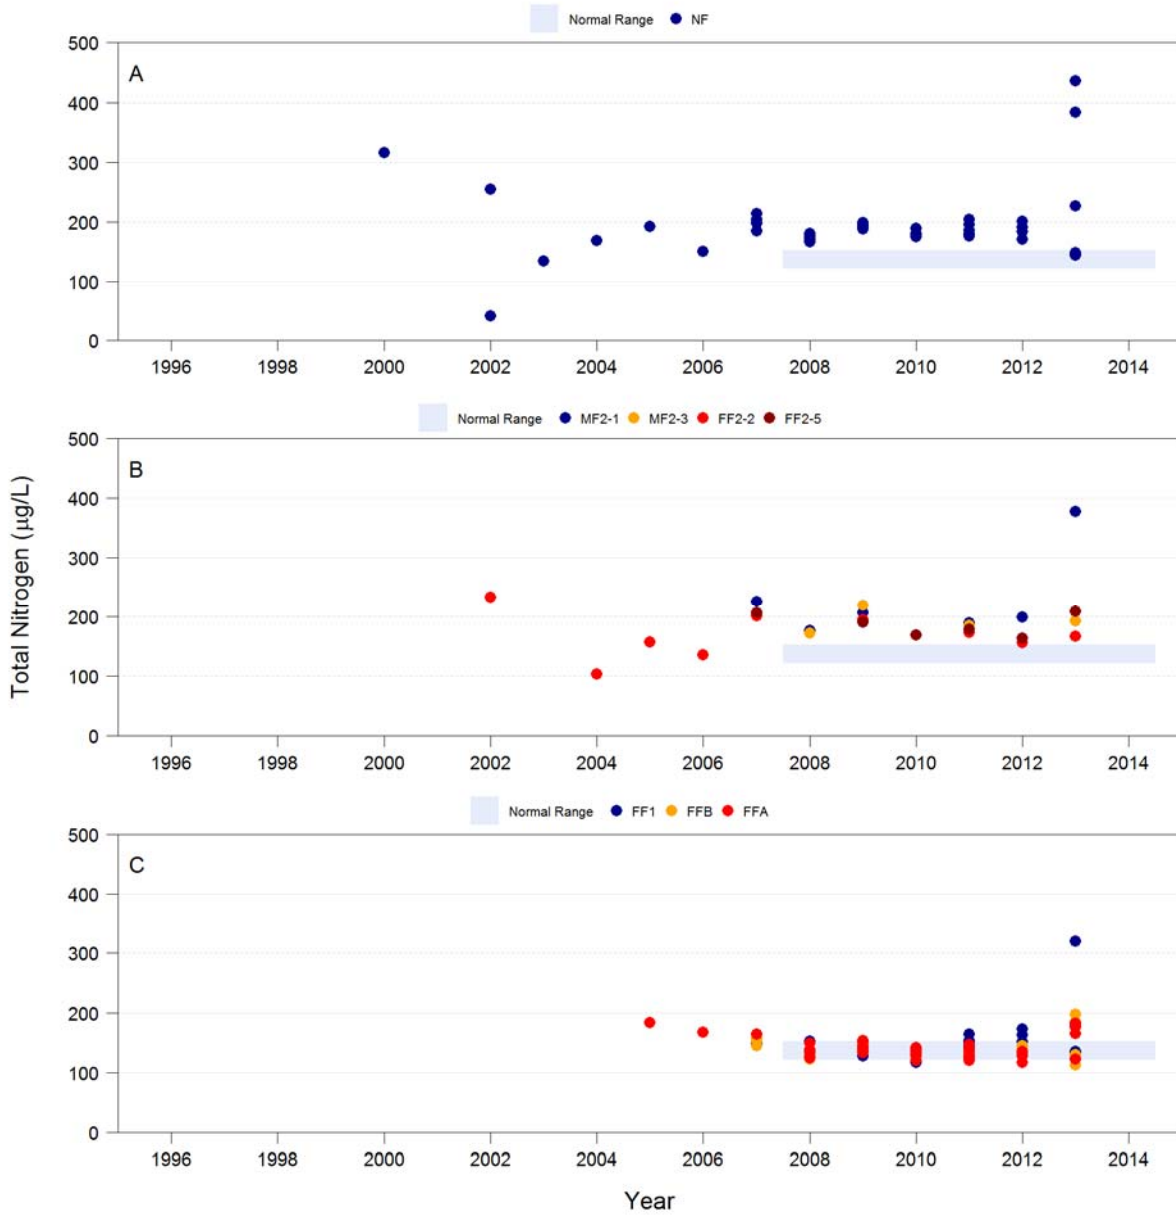 Normal Range NF
A
500
400
300
200
100
0
1996 1998 2000 2002 2004 2006 2008 2010 2012 2014
Normal Range MF2-1 MF2-3 FF2-2 FF2-5
B
500
400
300
200
100
0
1996 1998 2000 2002 2004 2006 2008 2010 2012 2014
Total Nitrogen (µg/L)
Normal Range FF1 FFB FFA
C
500
400
300
200
100
0
1996 1998 2000 2002 2004 2006 2008 2010 2012 2014
Year